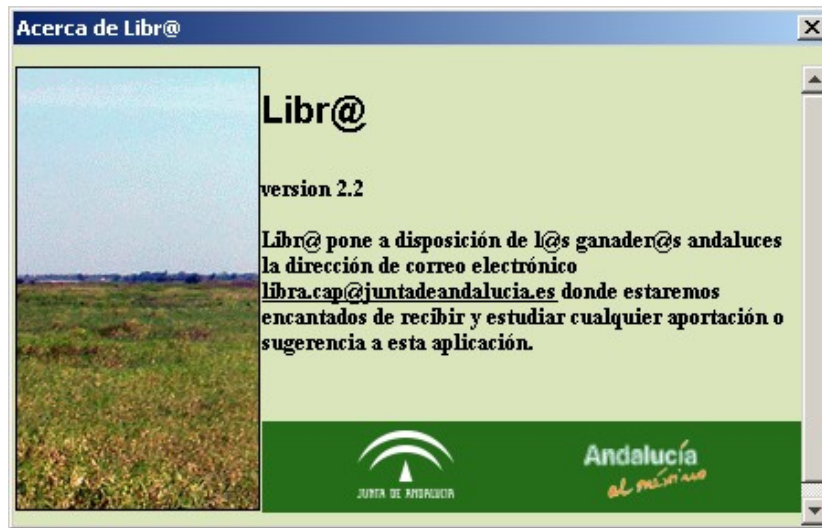 Acerca de Libr@
Libr@
version 2.2
Libr@ pone a disposición de l@s ganader@s andaluces
la dirección de correo electrónico
libra.cap@juntadeandalucia.es donde estaremos
encantados de recibir y estudiar cualquier aportación o
sugerencia a esta aplicación.
JUNTA DE ANDALUCIA
Andalucía
al máximo